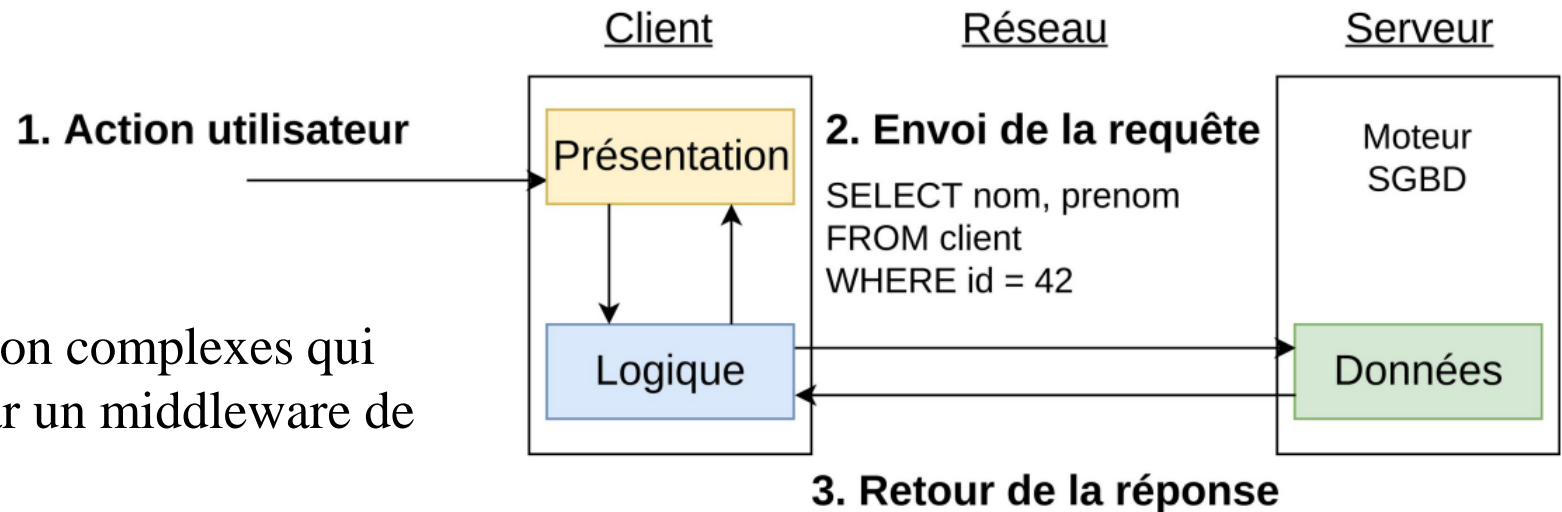 Client
Réseau
Serveur
1. Action utilisateur
Présentation
2. Envoi de la requête
SELECT nom, prenom
FROM client
WHERE id = 42
Moteur
SGBD
on complexes qui
un middleware de
Logique
Données
3. Retour de la réponse